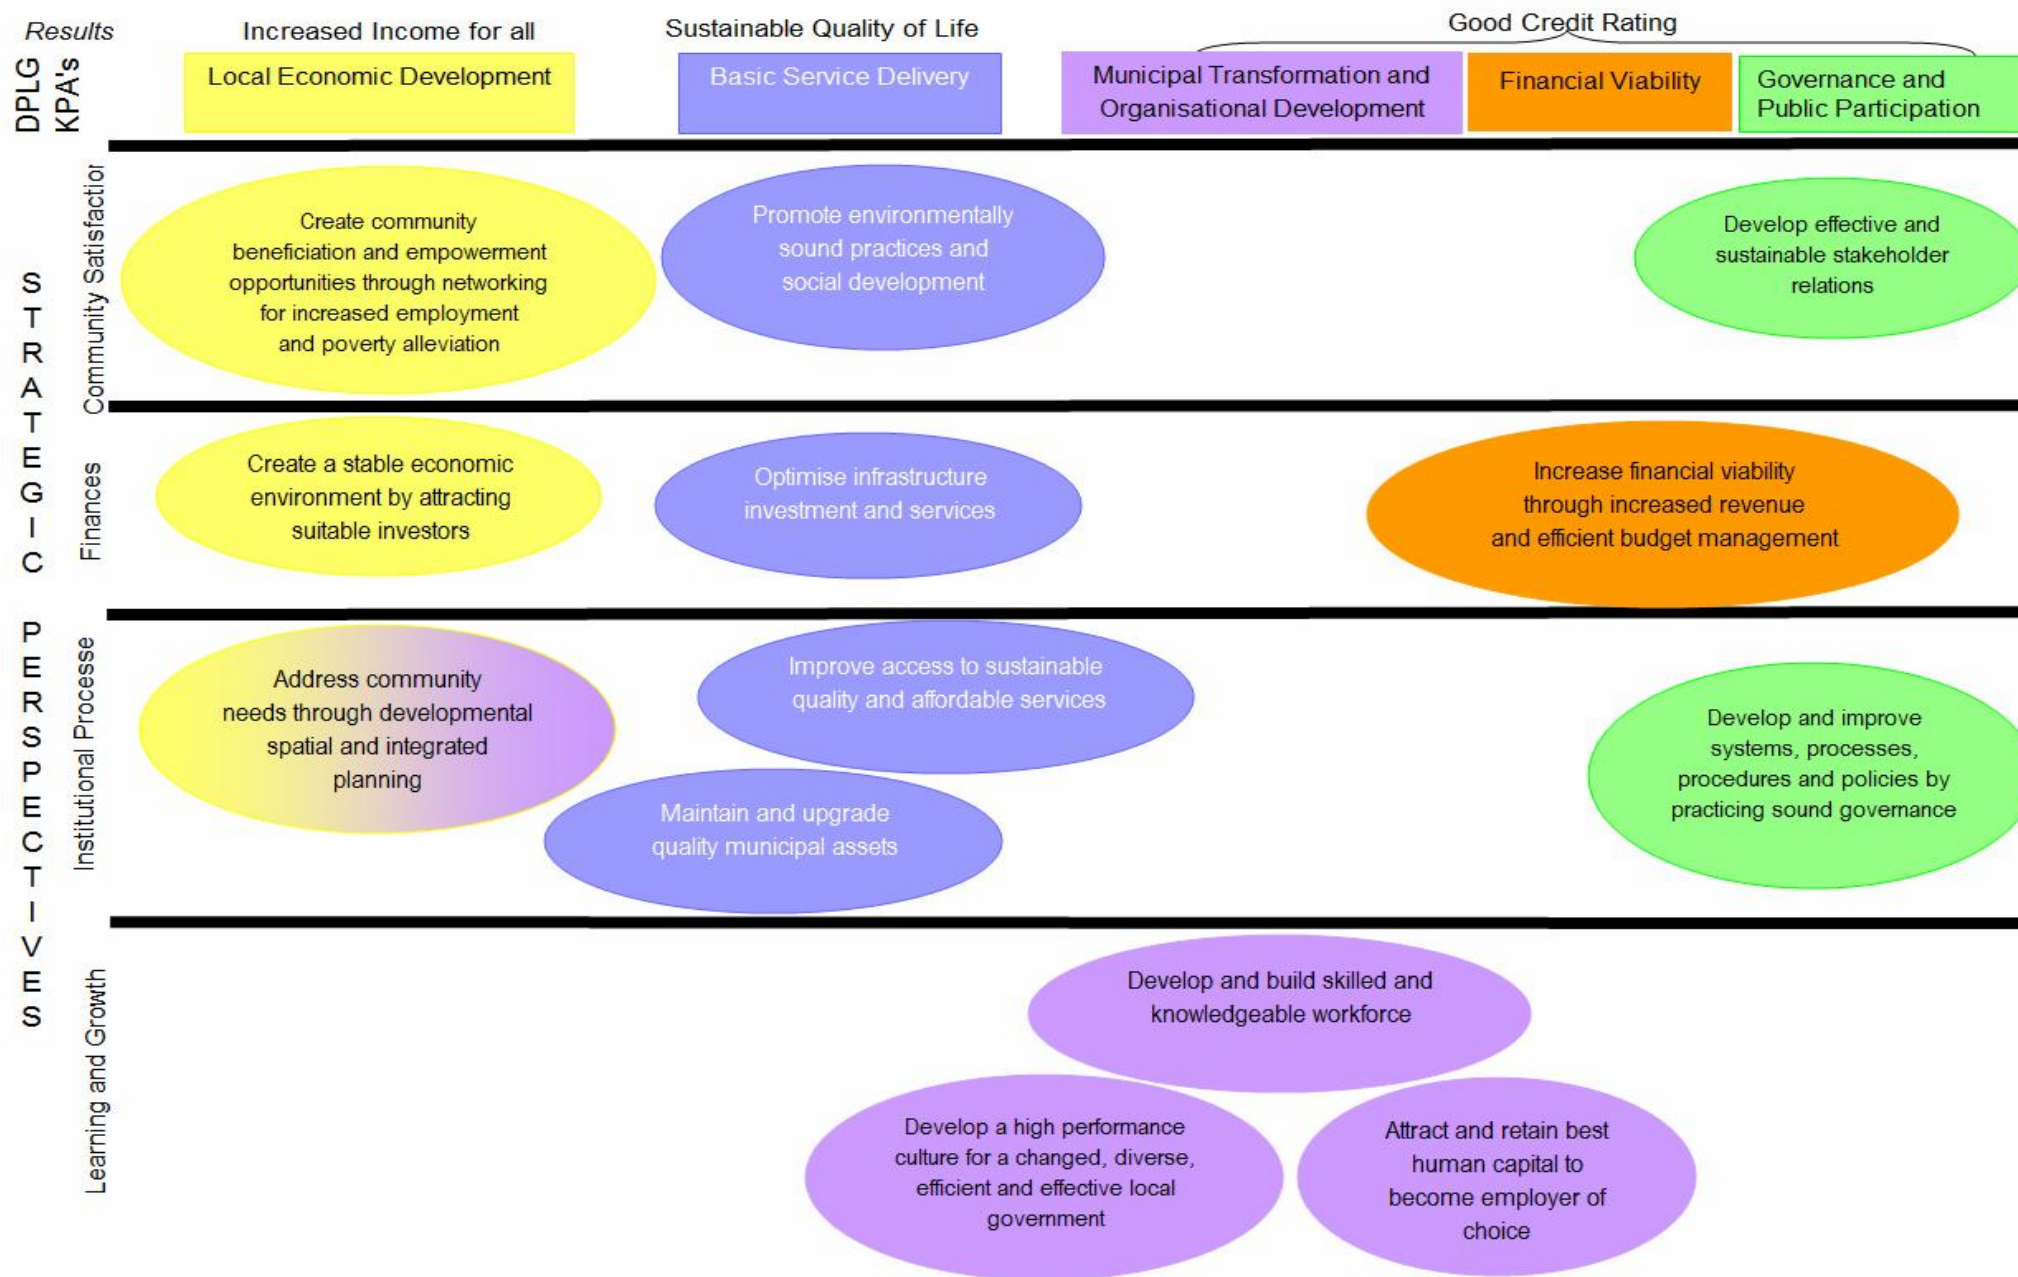 Results
Increased Income for all
Sustainable Quality of Life
Good Credit Rating
DPLG
KPA's
Local Economic Development
Basic Service Delivery
Municipal Transformation and
Organisational Development
Financial Viability
Governance and
Public Participation
STRATEGIC
PERSPECTIVES
Community Satisfaction
Create community
beneficiation and empowerment
opportunities through networking
for increased employment
and poverty alleviation
Promote environmentally
sound practices and
social development
Develop effective and
sustainable stakeholder
relations
Finances
Create a stable economic
environment by attracting
suitable investors
Optimise infrastructure
investment and services
Increase financial viability
through increased revenue
and efficient budget management
Institutional Processe
Address community
needs through developmental
spatial and integrated
planning
Improve access to sustainable
quality and affordable services
Maintain and upgrade
quality municipal assets
Develop and improve
systems, processes,
procedures and policies by
practicing sound governance
Learning and Growth
Develop and build skilled and
knowledgeable workforce
Develop a high performance
culture for a changed, diverse,
efficient and effective local
government
Attract and retain best
human capital to
become employer of
choice